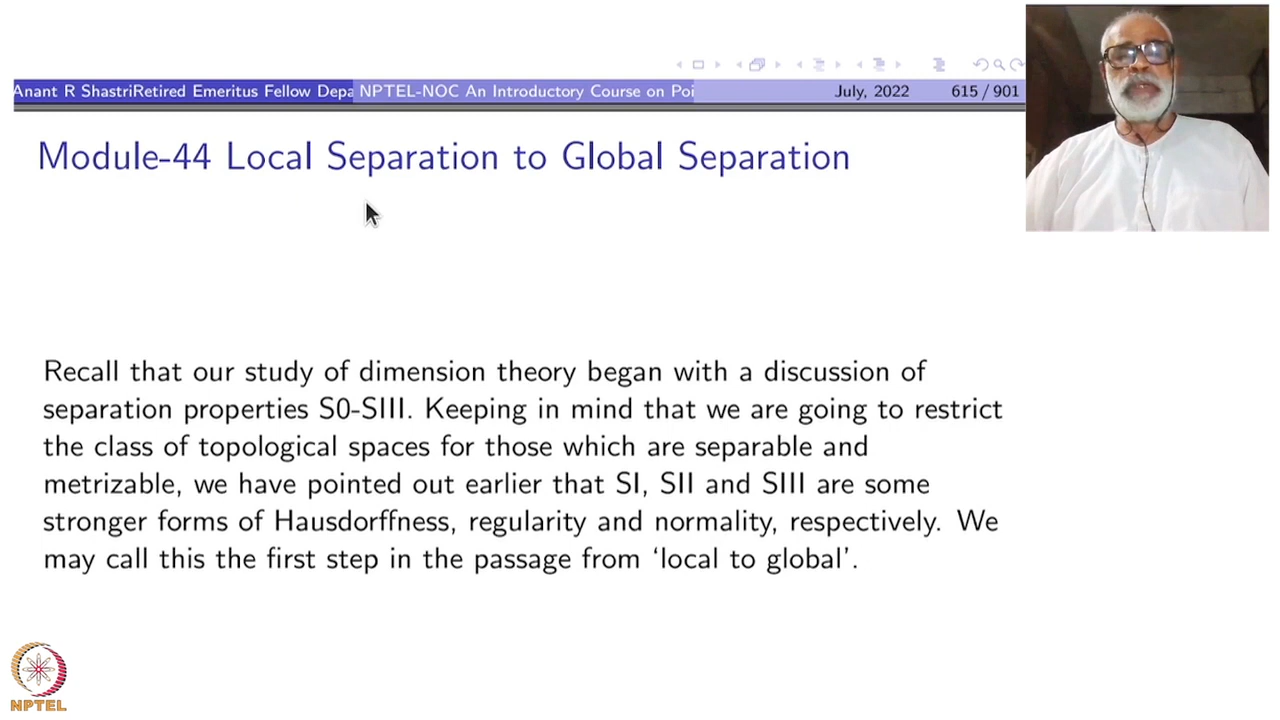 Anant R ShastriRetired Emeritus Fellow Depa NPTEL-NOC An Introductory Course on Poi July, 2022 615 / 901
Module-44 Local Separation to Global Separation
Recall that our study of dimension theory began with a discussion of
separation properties S0-SIII. Keeping in mind that we are going to restrict
the class of topological spaces for those which are separable and
metrizable, we have pointed out earlier that SI, SII and SIII are some
stronger forms of Hausdorffness, regularity and normality, respectively. We
may call this the first step in the passage from ‘local to global’.
NPTEL